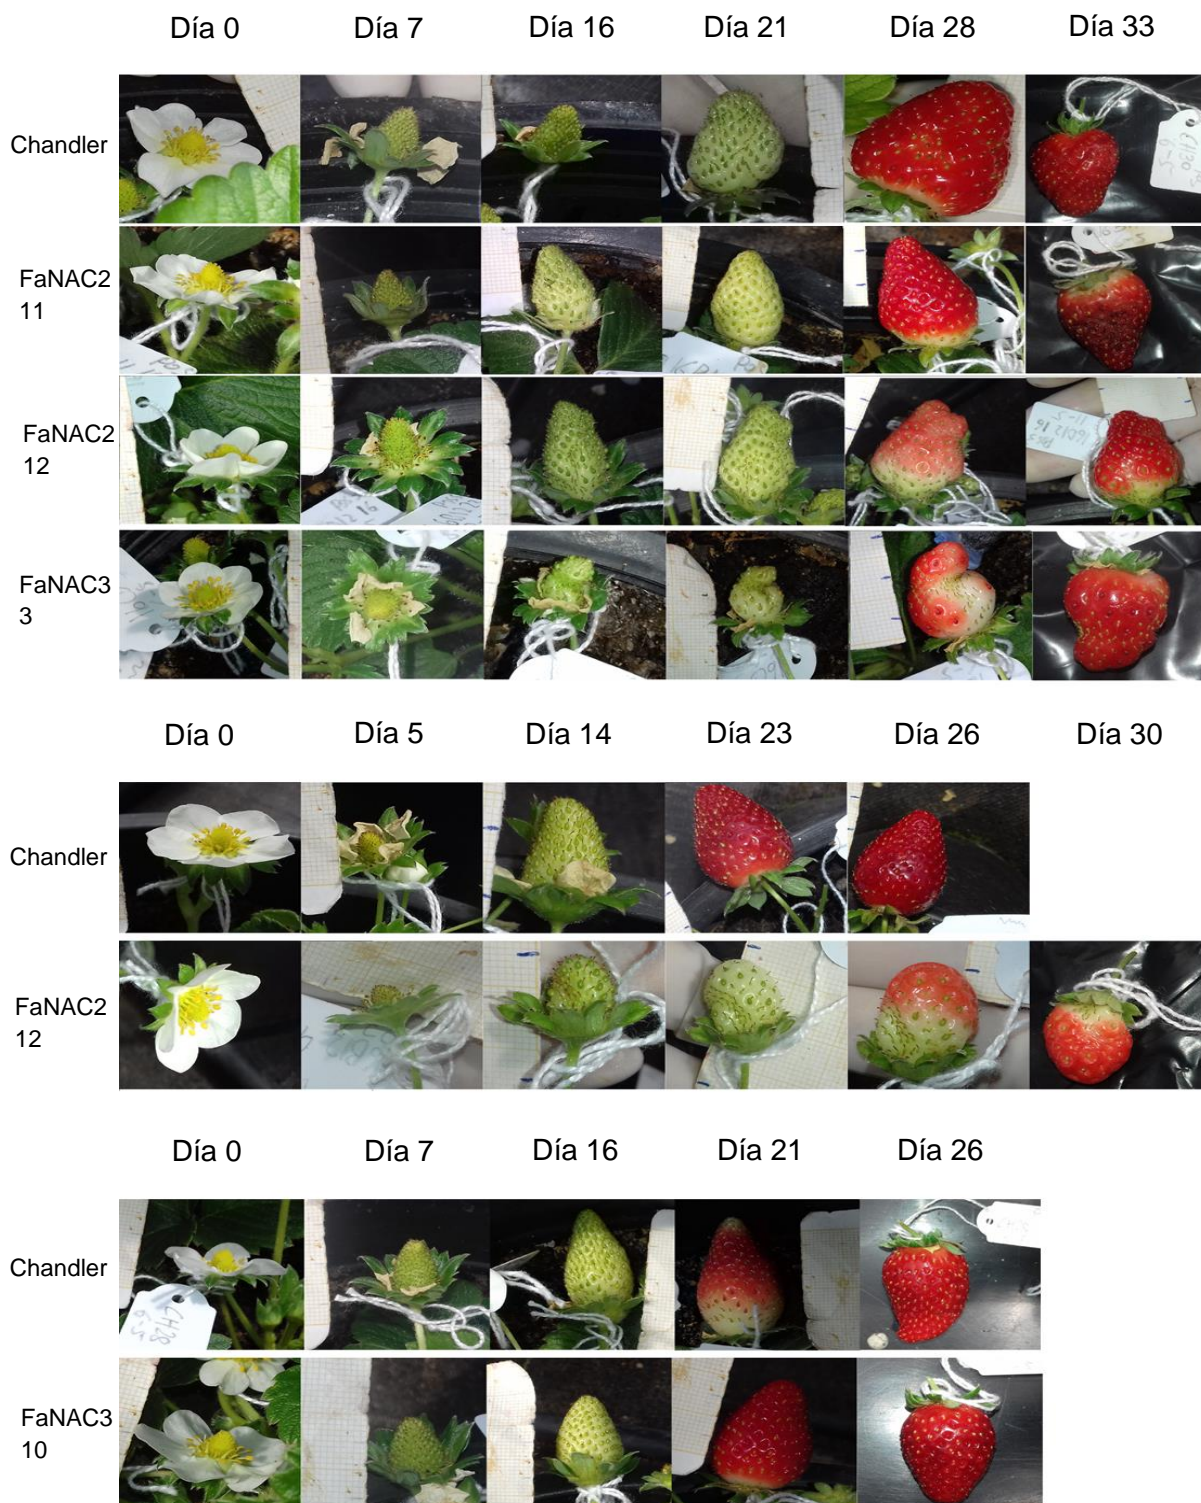 Día 0 Día 7 Día 16 Día 21 Día 28 Día 33
Chandler
FaNAC2
11
FaNAC2
12
FaNAC3
3
Día 0 Día 5 Día 14 Día 23 Día 26 Día 30
Chandler
FaNAC2
12
Día 0 Día 7 Día 16 Día 21 Día 26
Chandler
FaNAC3
10